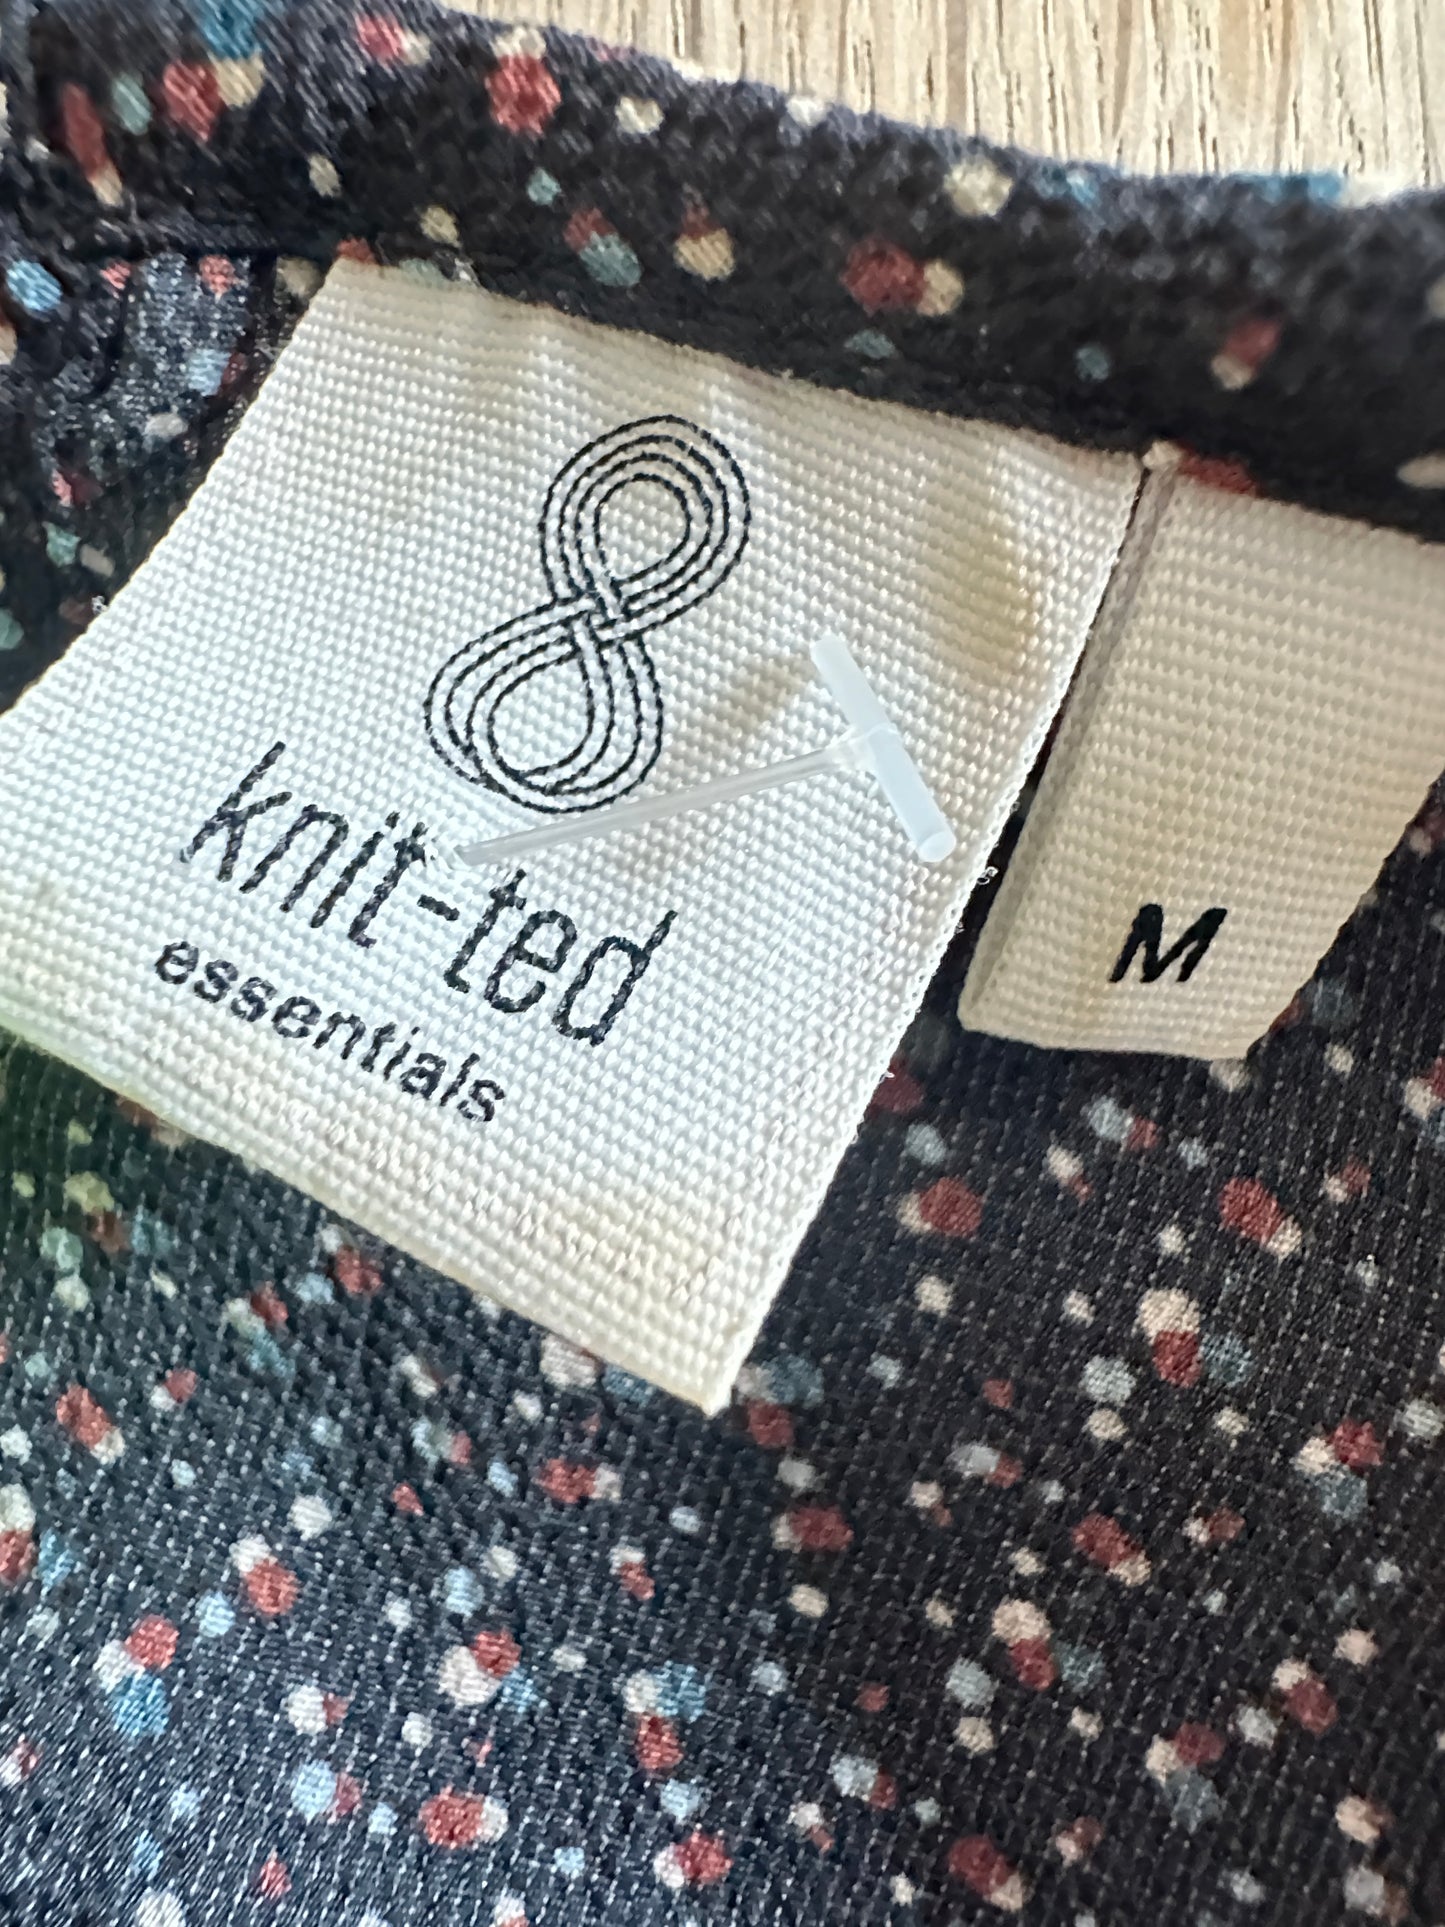 knit-ted
essentials
M